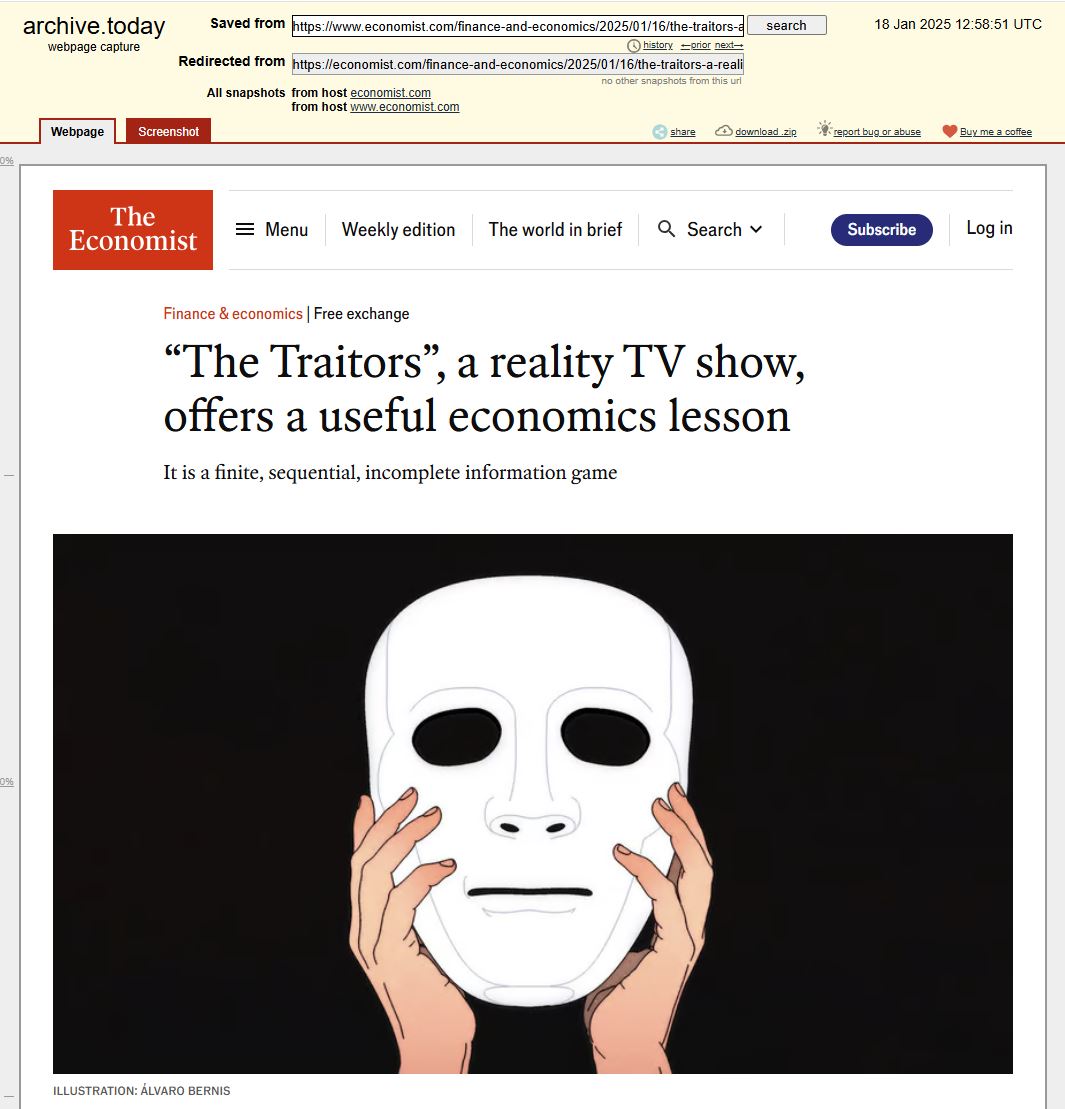 archive.today
webpage capture
Saved from https://www.economist.com/finance-and-economics/2025/01/16/the-traitors-a search 18 Jan 2025 12:58:51 UTC
history ←prior next→
Redirected from https://economist.com/finance-and-economics/2025/01/16/the-traitors-a-reali
no other snapshots from this url
All snapshots from host economist.com
from host www.economist.com
Webpage Screenshot share download .zip report bug or abuse Buy me a coffee
0%
The
Economist
Menu Weekly edition The world in brief Search Subscribe Log in
Finance & economics | Free exchange
“The Traitors”, a reality TV show,
offers a useful economics lesson
It is a finite, sequential, incomplete information game
0%
ILLUSTRATION: ÁLVARO BERNIS